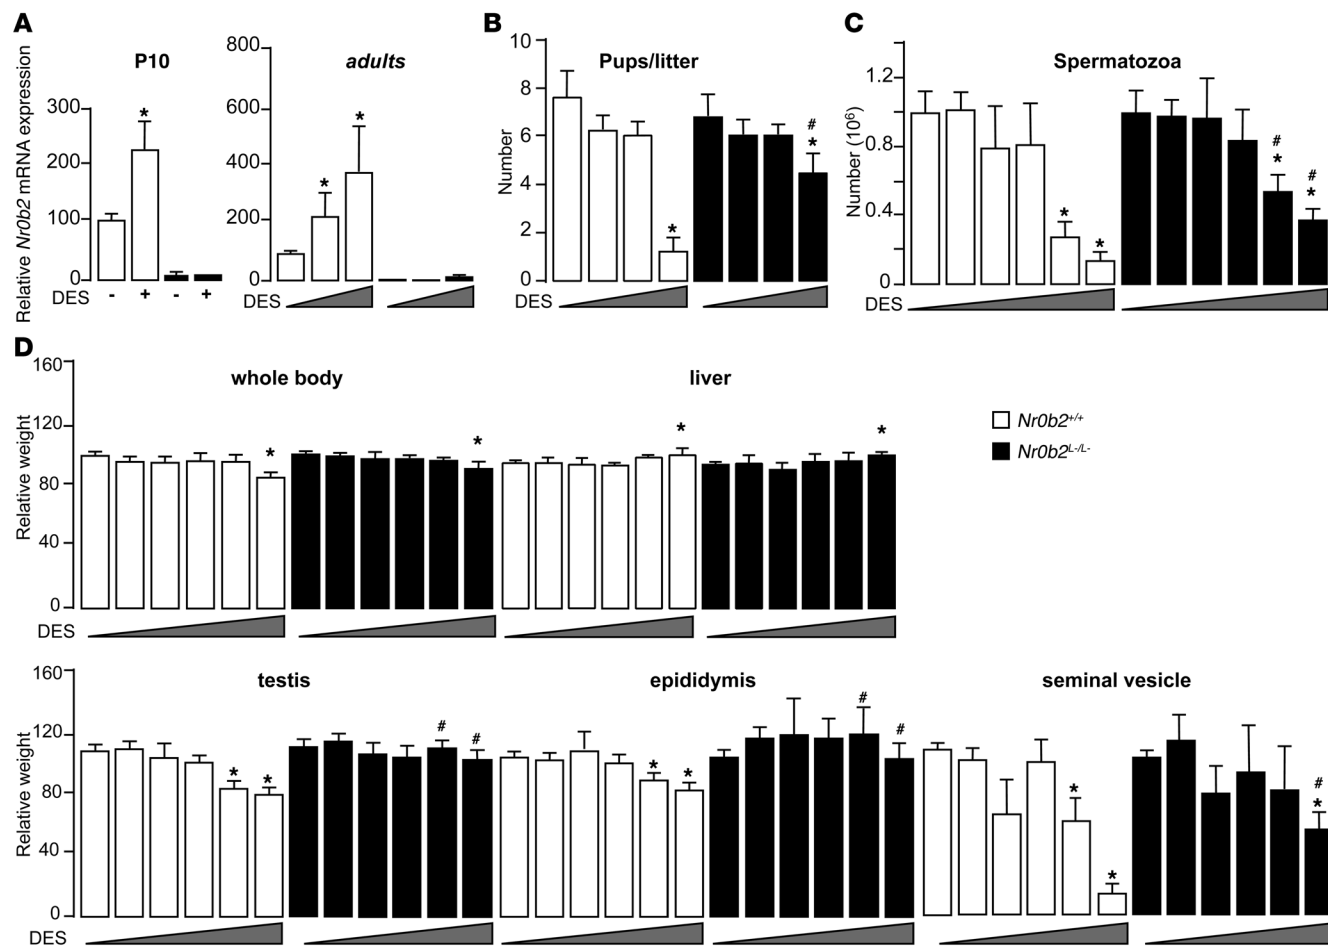 A
Relative Nr0b2 mRNA expression
P10
300
200
100
0
*
DES - + - +
adults
800
600
400
200
0
* *
B
Pups/litter
Number
10
8
6
4
2
0
*
#
*
DES
C
Spermatozoa
Number (10⁶)
1.2
0.8
0.4
0
* *
#
*
#
*
DES
D
Relative weight
160
120
80
40
0
whole body
* *
liver
* *
DES
Nr0b2+/+
Nr0b2L-/L-
Relative weight
160
120
80
40
0
testis
* *
# #
epididymis
* *
# #
seminal vesicle
* *
#
*
DES